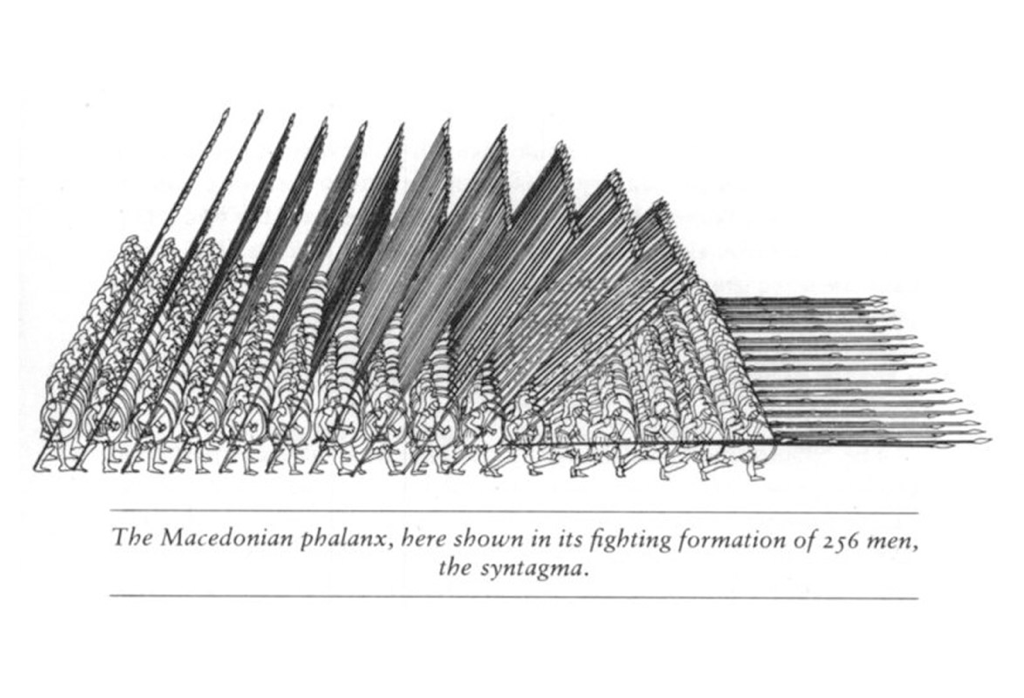 The Macedonian phalanx, here shown in its fighting formation of 256 men,
the syntagma.